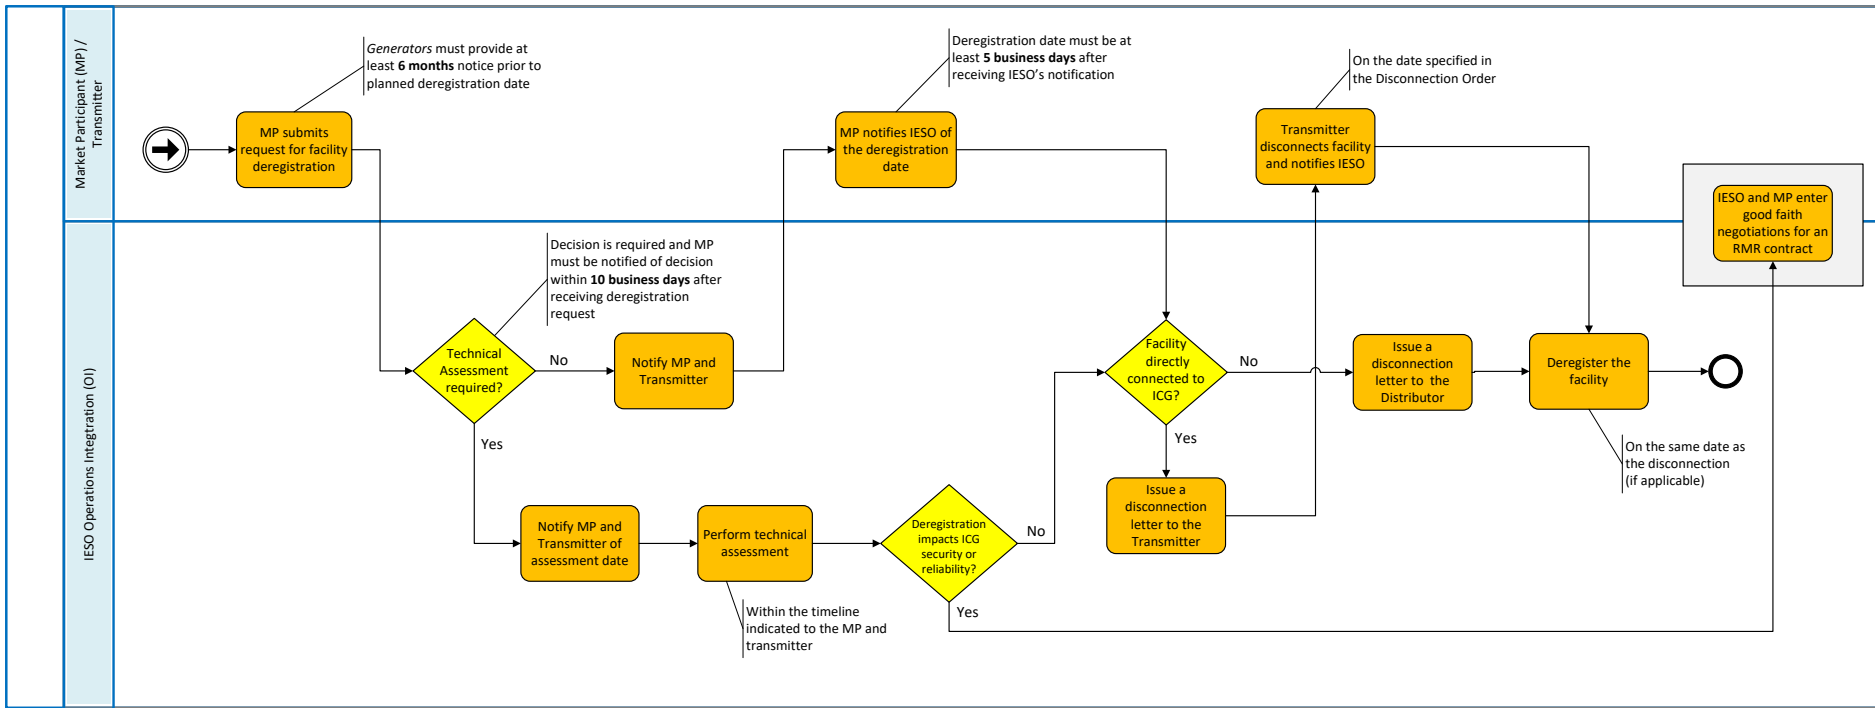 Market Participant (MP) /
Transmitter
Generators must provide at
least 6 months notice prior to
planned deregistration date
MP submits
request for facility
deregistration
Deregistration date must be at
least 5 business days after
receiving IESO's notification
MP notifies IESO of
the deregistration
date
On the date specified in
the Disconnection Order
Transmitter
disconnects facility
and notifies IESO
IESO and MP enter
good faith
negotiations for an
RMR contract
IESO Operations Integtration (OI)
Decision is required and MP
must be notified of decision
within 10 business days after
receiving deregistration
request
Technical
Assessment
required?
No
Notify MP and
Transmitter
Yes
Notify MP and
Transmitter of
assessment date
Perform technical
assessment
Within the timeline
indicated to the MP and
transmitter
Deregistration
impacts ICG
security or
reliability?
No
Yes
Facility
directly
connected to
ICG?
No
Yes
Issue a
disconnection
letter to the
Transmitter
Issue a
disconnection
letter to the
Distributor
Deregister the
facility
On the same date as
the disconnection
(if applicable)